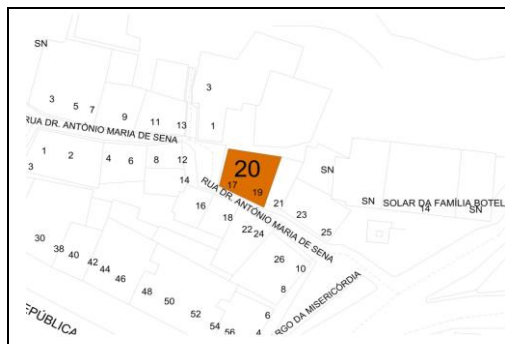 SN
3
3 5 7 9 11 13 1
RUA DR. ANTÓNIO MARIA DE SENA
1 2 4 6 8 12
3
20
17 19
14
SN
21
RUA DR. ANTÓNIO MARIA DE SENA
16 18 22 24
23
25
SN
SOLAR DA FAMÍLIA BOTEL
14
SN
30 38 40 42 44 46 48 50 52 54 56
26 10
8
6
4
RGO DA MISERICÓRDIA
EPÚBLICA